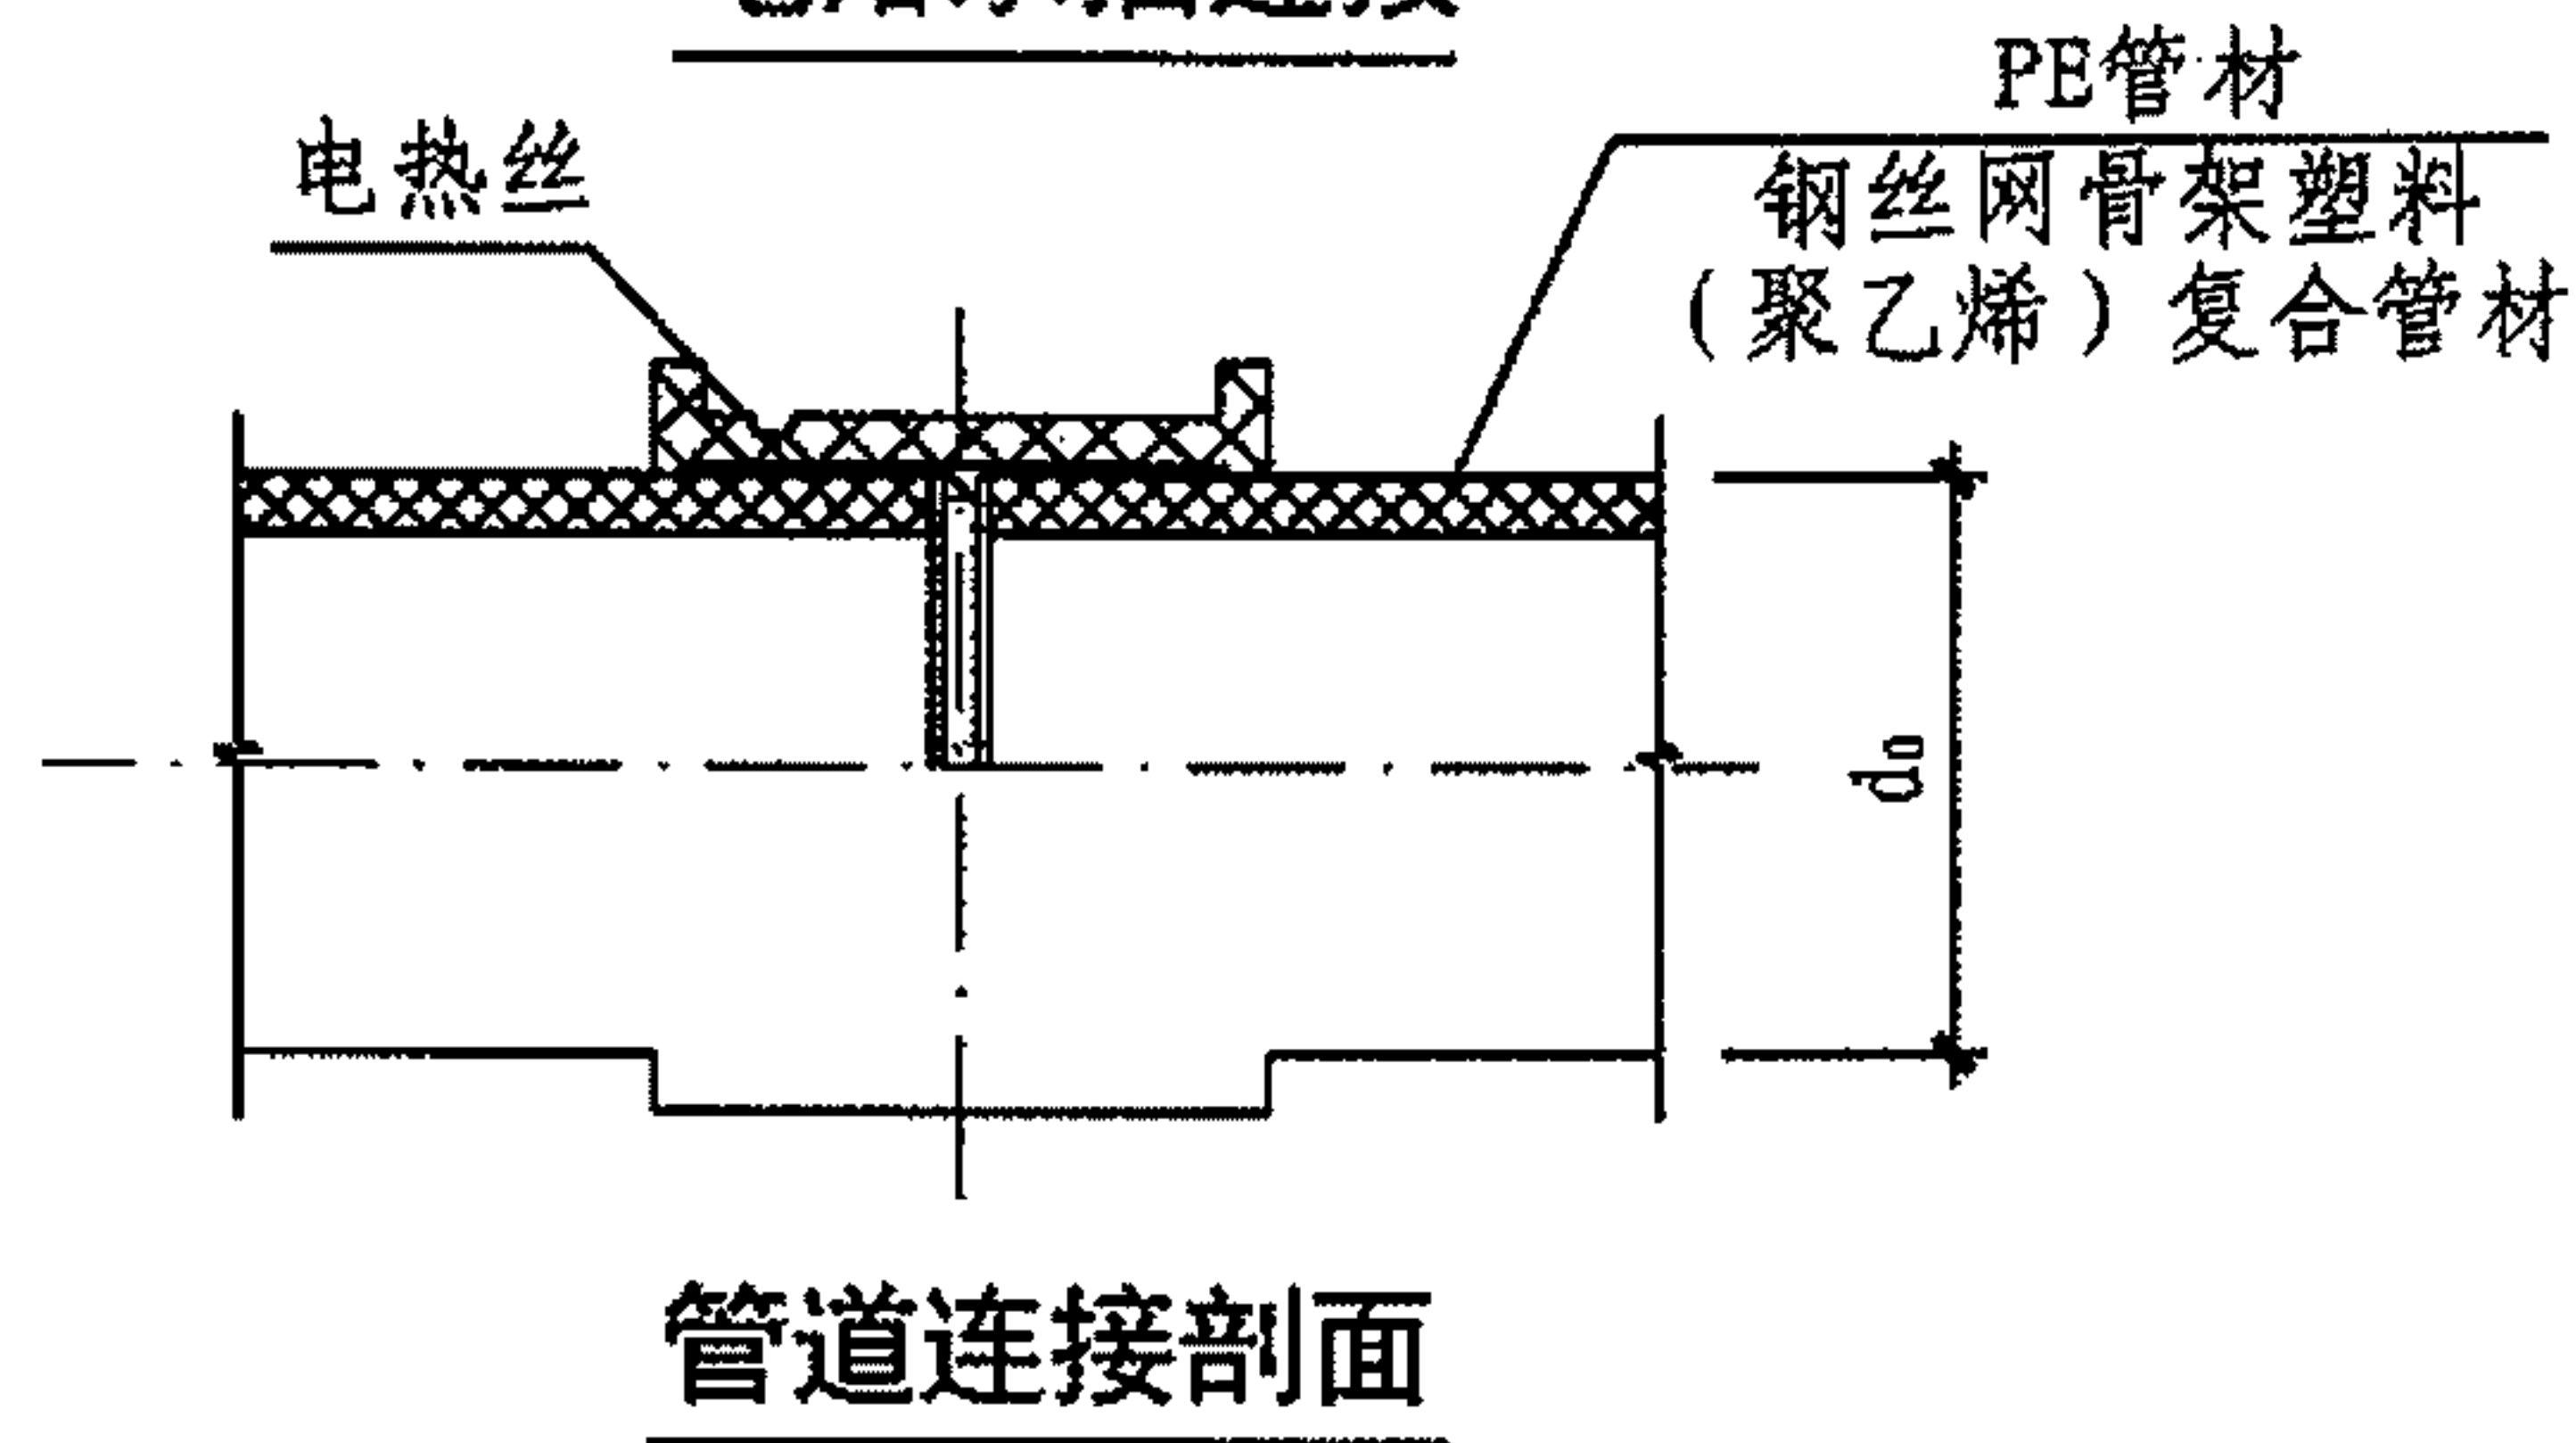 PE管材
电热丝
钢丝网骨架塑料
(聚乙烯)复合管材
d₀
管道连接剖面